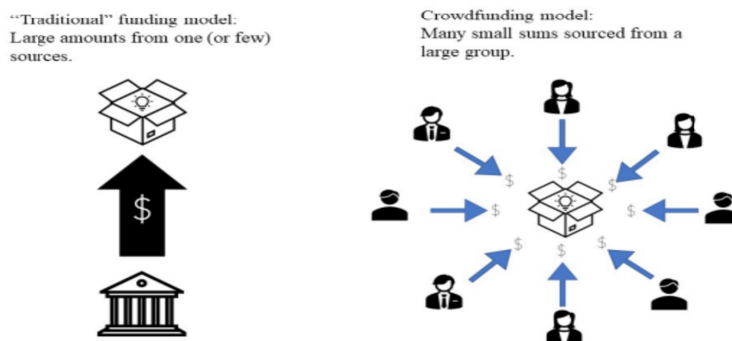 “Traditional” funding model:
Large amounts from one (or few)
sources.
Crowdfunding model:
Many small sums sourced from a
large group.
$
$
$
$
$
$
$
$
$